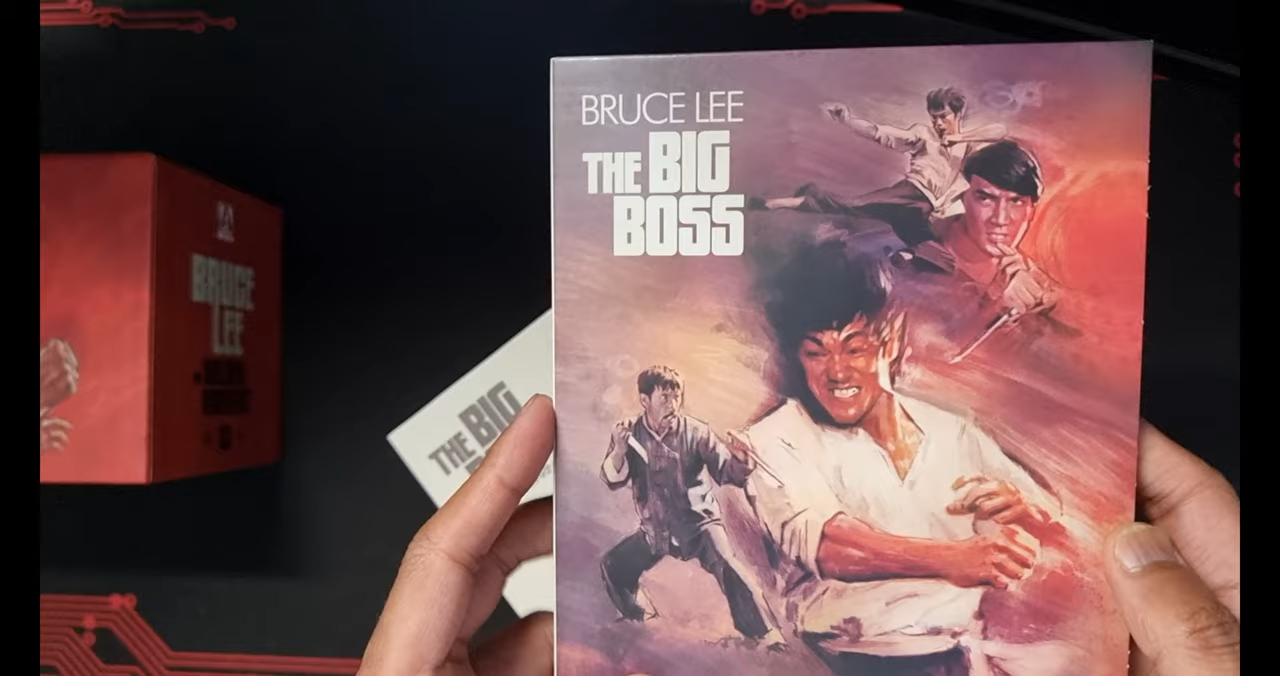 BRUCE LEE
THE BIG
BOSS
BRUCE
LEE
THE BIG